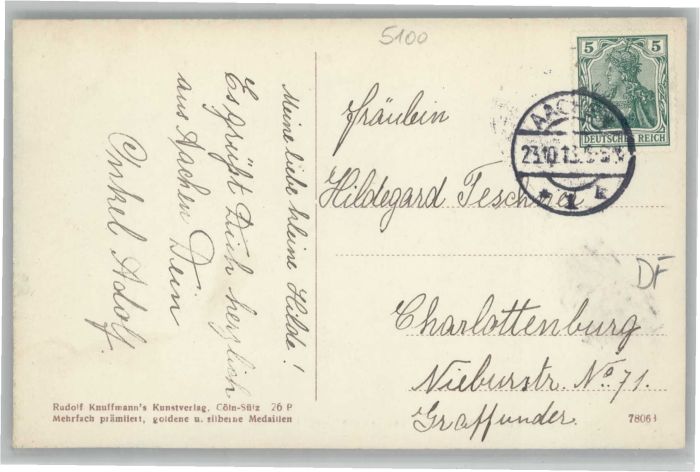 5100
Meine liebe kleine Hilde!
Es grüßt Dich herzlich
aus Aachen Dein
Onkel Adolf.
5 5
DEUTSCHES REICH
AACHEN
23.10.13.
* 1 k
Fräulein
Hildegard
Charlottenburg
Nieburstr. No 71.
Graffunder.
DF
Rudolf Knuffmann's Kunstverlag, Cöln-Sülz 26 P
Mehrfach prämiiert, goldene u. silberne Medaillen
78063